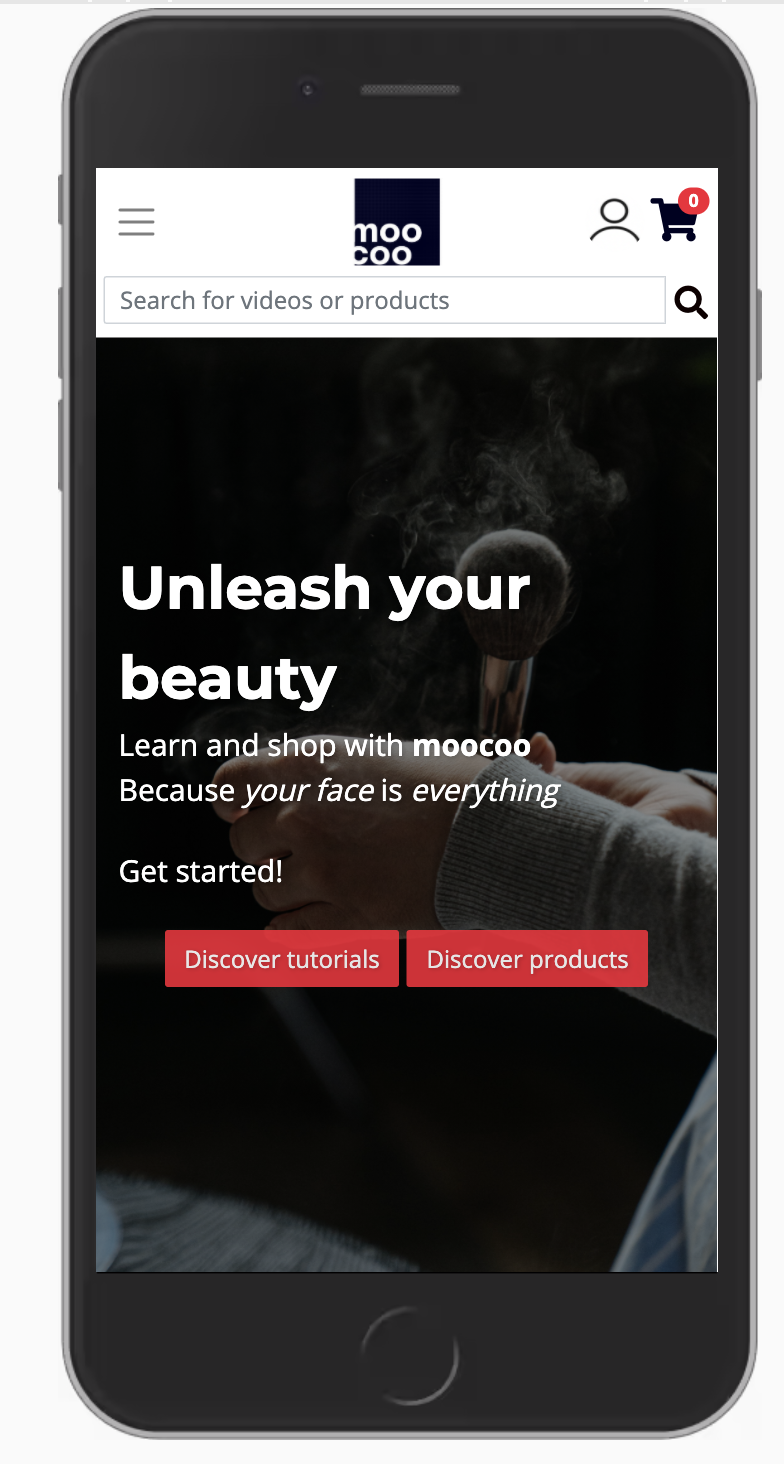 moo
coo
0
Search for videos or products
Unleash your
beauty
Learn and shop with moocoo
Because your face is everything
Get started!
Discover tutorials Discover products